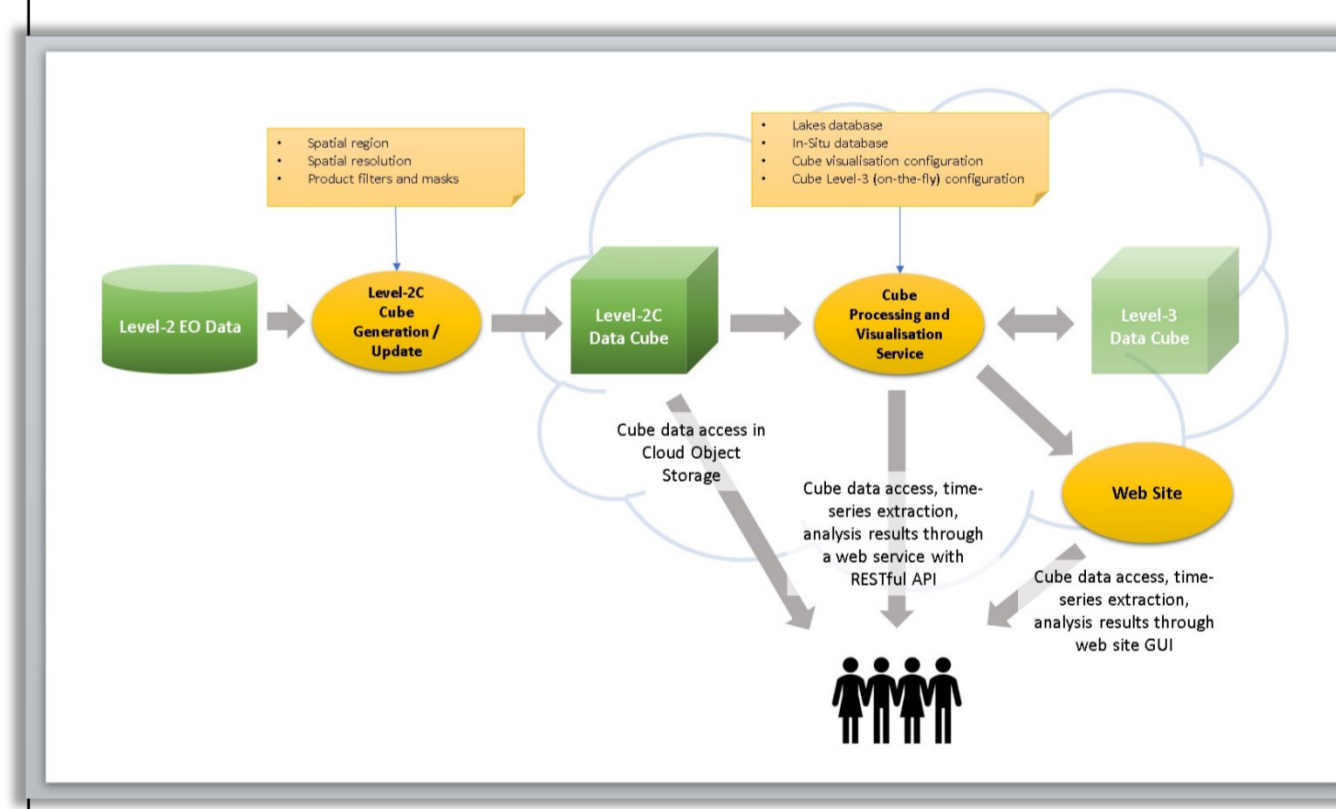 • Spatial region
• Spatial resolution
• Product filters and masks
• Lakes database
• In-Situ database
• Cube visualisation configuration
• Cube Level-3 (on-the-fly) configuration
Level-2 EO Data
Level-2C
Cube
Generation /
Update
Level-2C
Data Cube
Cube
Processing and
Visualisation
Service
Level-3
Data Cube
Cube data access in
Cloud Object
Storage
Cube data access, time-
series extraction,
analysis results through
a web service with
RESTful API
Web Site
Cube data access, time-
series extraction,
analysis results through
web site GUI